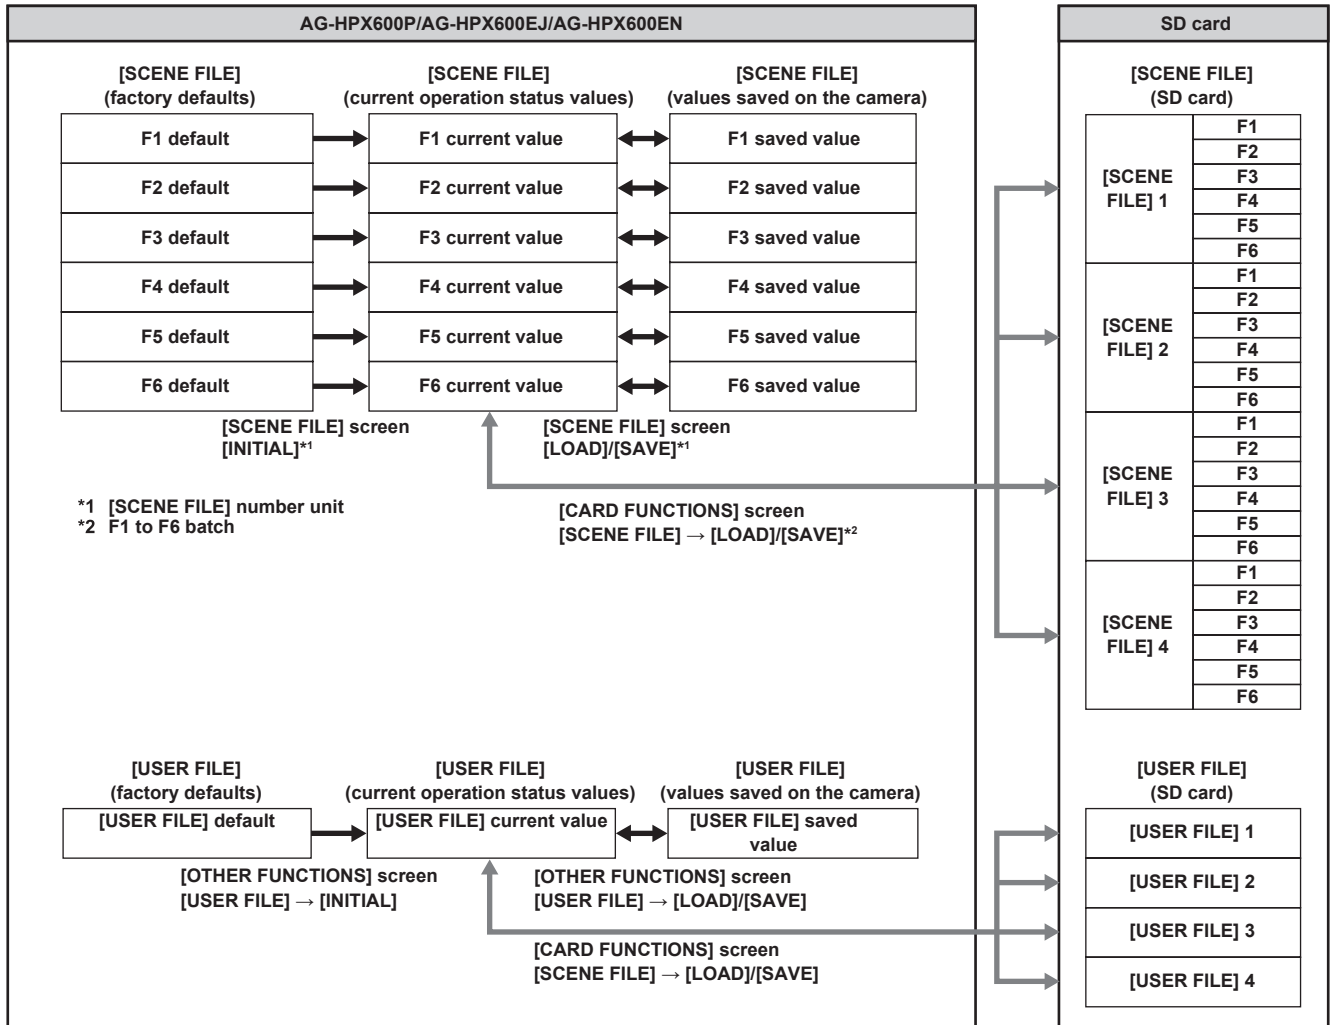 AG-HPX600P/AG-HPX600EJ/AG-HPX600EN
SD card
[SCENE FILE]
(factory defaults)
[SCENE FILE]
(current operation status values)
[SCENE FILE]
(values saved on the camera)
[SCENE FILE]
(SD card)
F1 default
F1 current value
F1 saved value
F2 default
F2 current value
F2 saved value
F3 default
F3 current value
F3 saved value
F4 default
F4 current value
F4 saved value
F5 default
F5 current value
F5 saved value
F6 default
F6 current value
F6 saved value
[SCENE FILE] screen
[INITIAL]*1
[SCENE FILE] screen
[LOAD]/[SAVE]*1
*1 [SCENE FILE] number unit
*2 F1 to F6 batch
[CARD FUNCTIONS] screen
[SCENE FILE] → [LOAD]/[SAVE]*2
[SCENE
FILE] 1
F1
F2
F3
F4
F5
F6
[SCENE
FILE] 2
F1
F2
F3
F4
F5
F6
[SCENE
FILE] 3
F1
F2
F3
F4
F5
F6
[SCENE
FILE] 4
F1
F2
F3
F4
F5
F6
[USER FILE]
(factory defaults)
[USER FILE]
(current operation status values)
[USER FILE]
(values saved on the camera)
[USER FILE]
(SD card)
[USER FILE] default
[USER FILE] current value
[USER FILE] saved
value
[OTHER FUNCTIONS] screen
[USER FILE] → [INITIAL]
[OTHER FUNCTIONS] screen
[USER FILE] → [LOAD]/[SAVE]
[CARD FUNCTIONS] screen
[SCENE FILE] → [LOAD]/[SAVE]
[USER FILE] 1
[USER FILE] 2
[USER FILE] 3
[USER FILE] 4